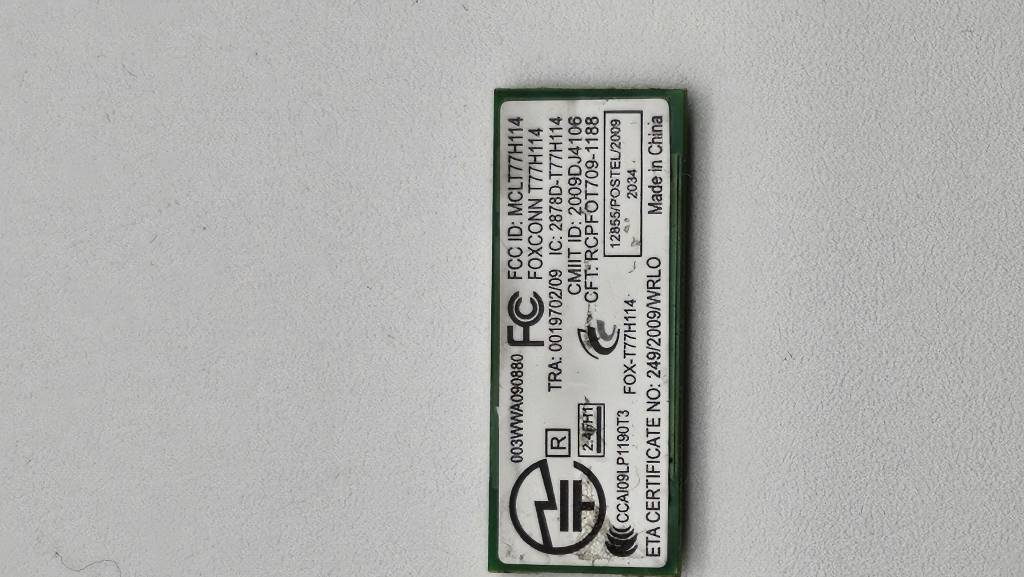 003WWA090880 FC FCC ID: MCLT77H114
FOXCONN T77H114
R TRA: 0019702/09 IC: 2878D-T77H114
CMIIT ID: 2009DJ4106
CFT: RCPFOT709-1188
12855/POSTEL/2009
2034
CCAI09LP1190T3 FOX-T77H114
ETA CERTIFICATE NO: 249/2009/WRLO Made in China